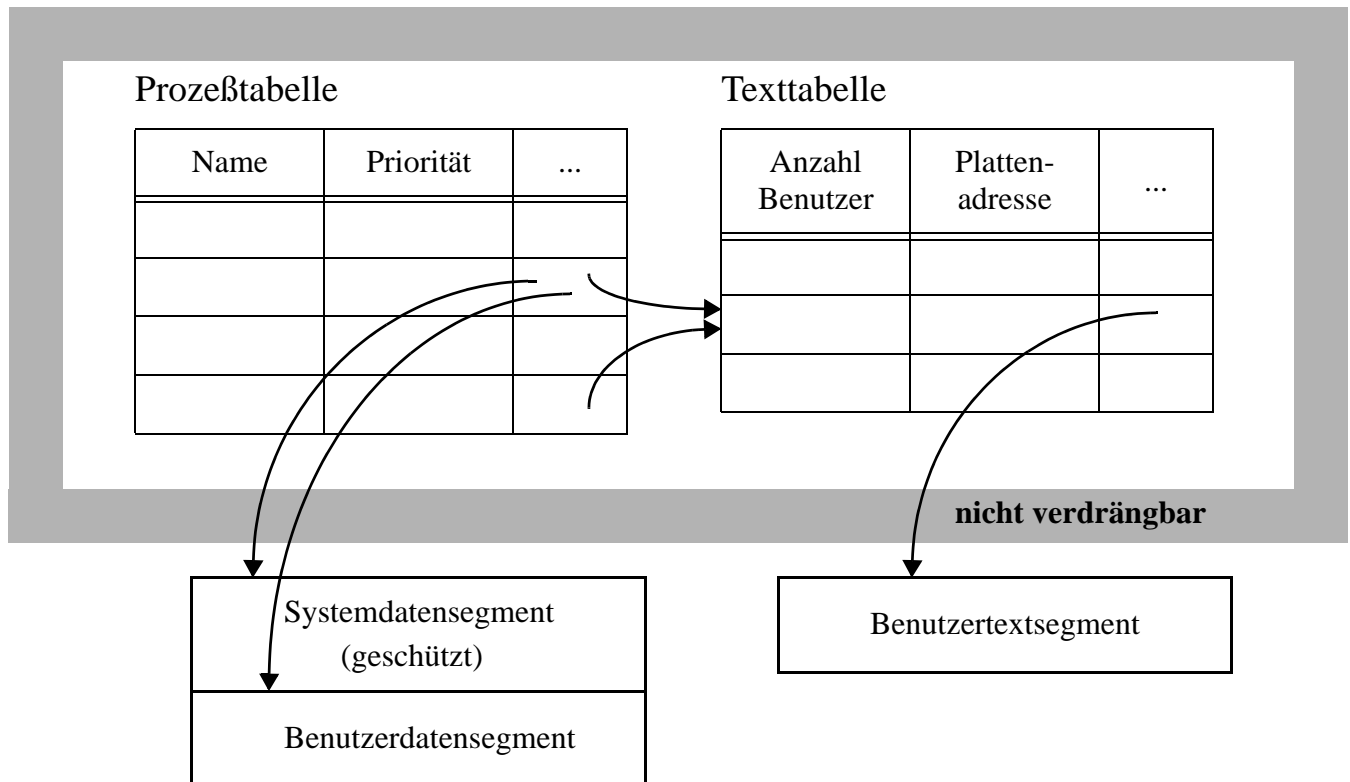 Prozeßtabelle
Texttabelle
Name
Priorität
...
Anzahl
Benutzer
Platten-
adresse
...
nicht verdrängbar
Systemdatensegment
(geschützt)
Benutzertextsegment
Benutzerdatensegment